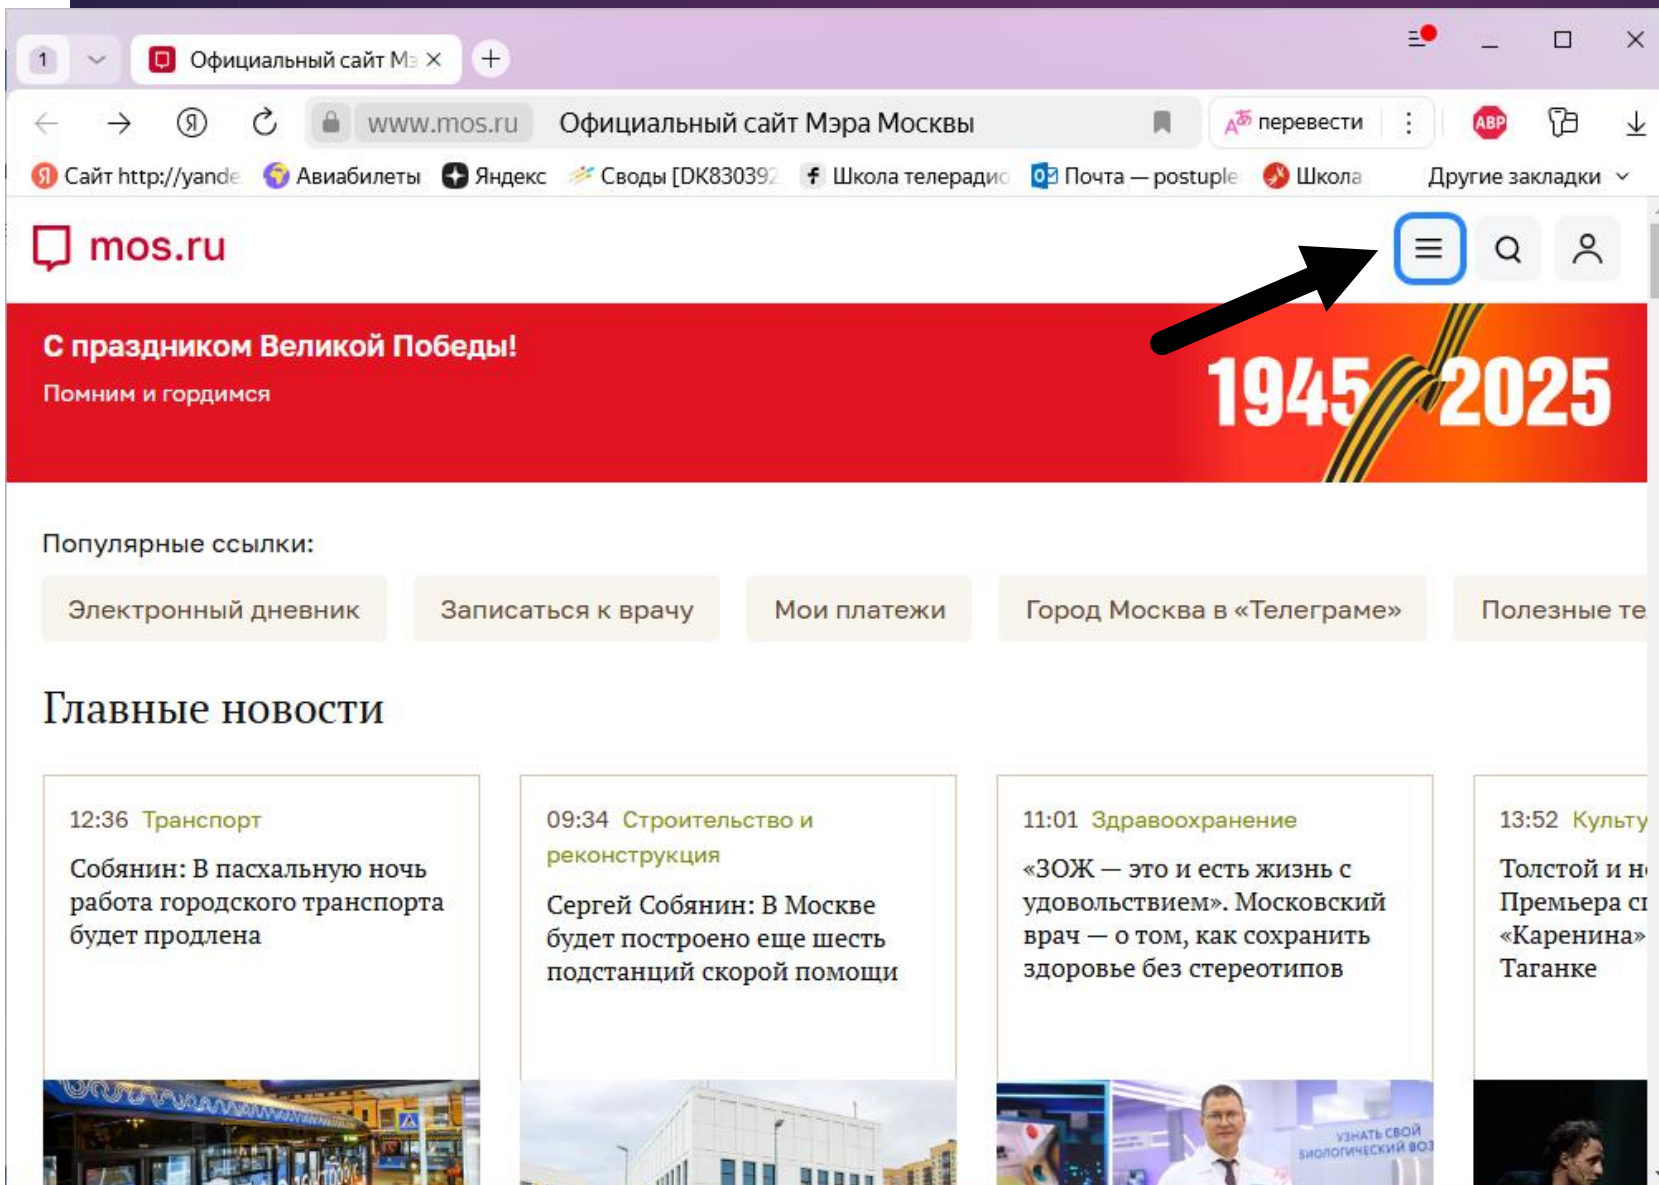 1
Официальный сайт Мэ
www.mos.ru Официальный сайт Мэра Москвы
перевести
ABP
Сайт http://yande Авиабилеты Яндекс Своды [DK830392 Школа телерадио Почта — postuple Школа Другие закладки
mos.ru
С праздником Великой Победы!
Помним и гордимся
1945 2025
Популярные ссылки:
Электронный дневник Записаться к врачу Мои платежи Город Москва в «Телеграме» Полезные те
Главные новости
12:36 Транспорт
Собянин: В пасхальную ночь
работа городского транспорта
будет продлена
09:34 Строительство и
реконструкция
Сергей Собянин: В Москве
будет построено еще шесть
подстанций скорой помощи
11:01 Здравоохранение
«ЗОЖ — это и есть жизнь с
удовольствием». Московский
врач — о том, как сохранить
здоровье без стереотипов
13:52 Культу
Толстой и н
Премьера сп
«Каренина»
Таганке
УЗНАТЬ СВОЙ
БИОЛОГИЧЕСКИЙ ВОЗ